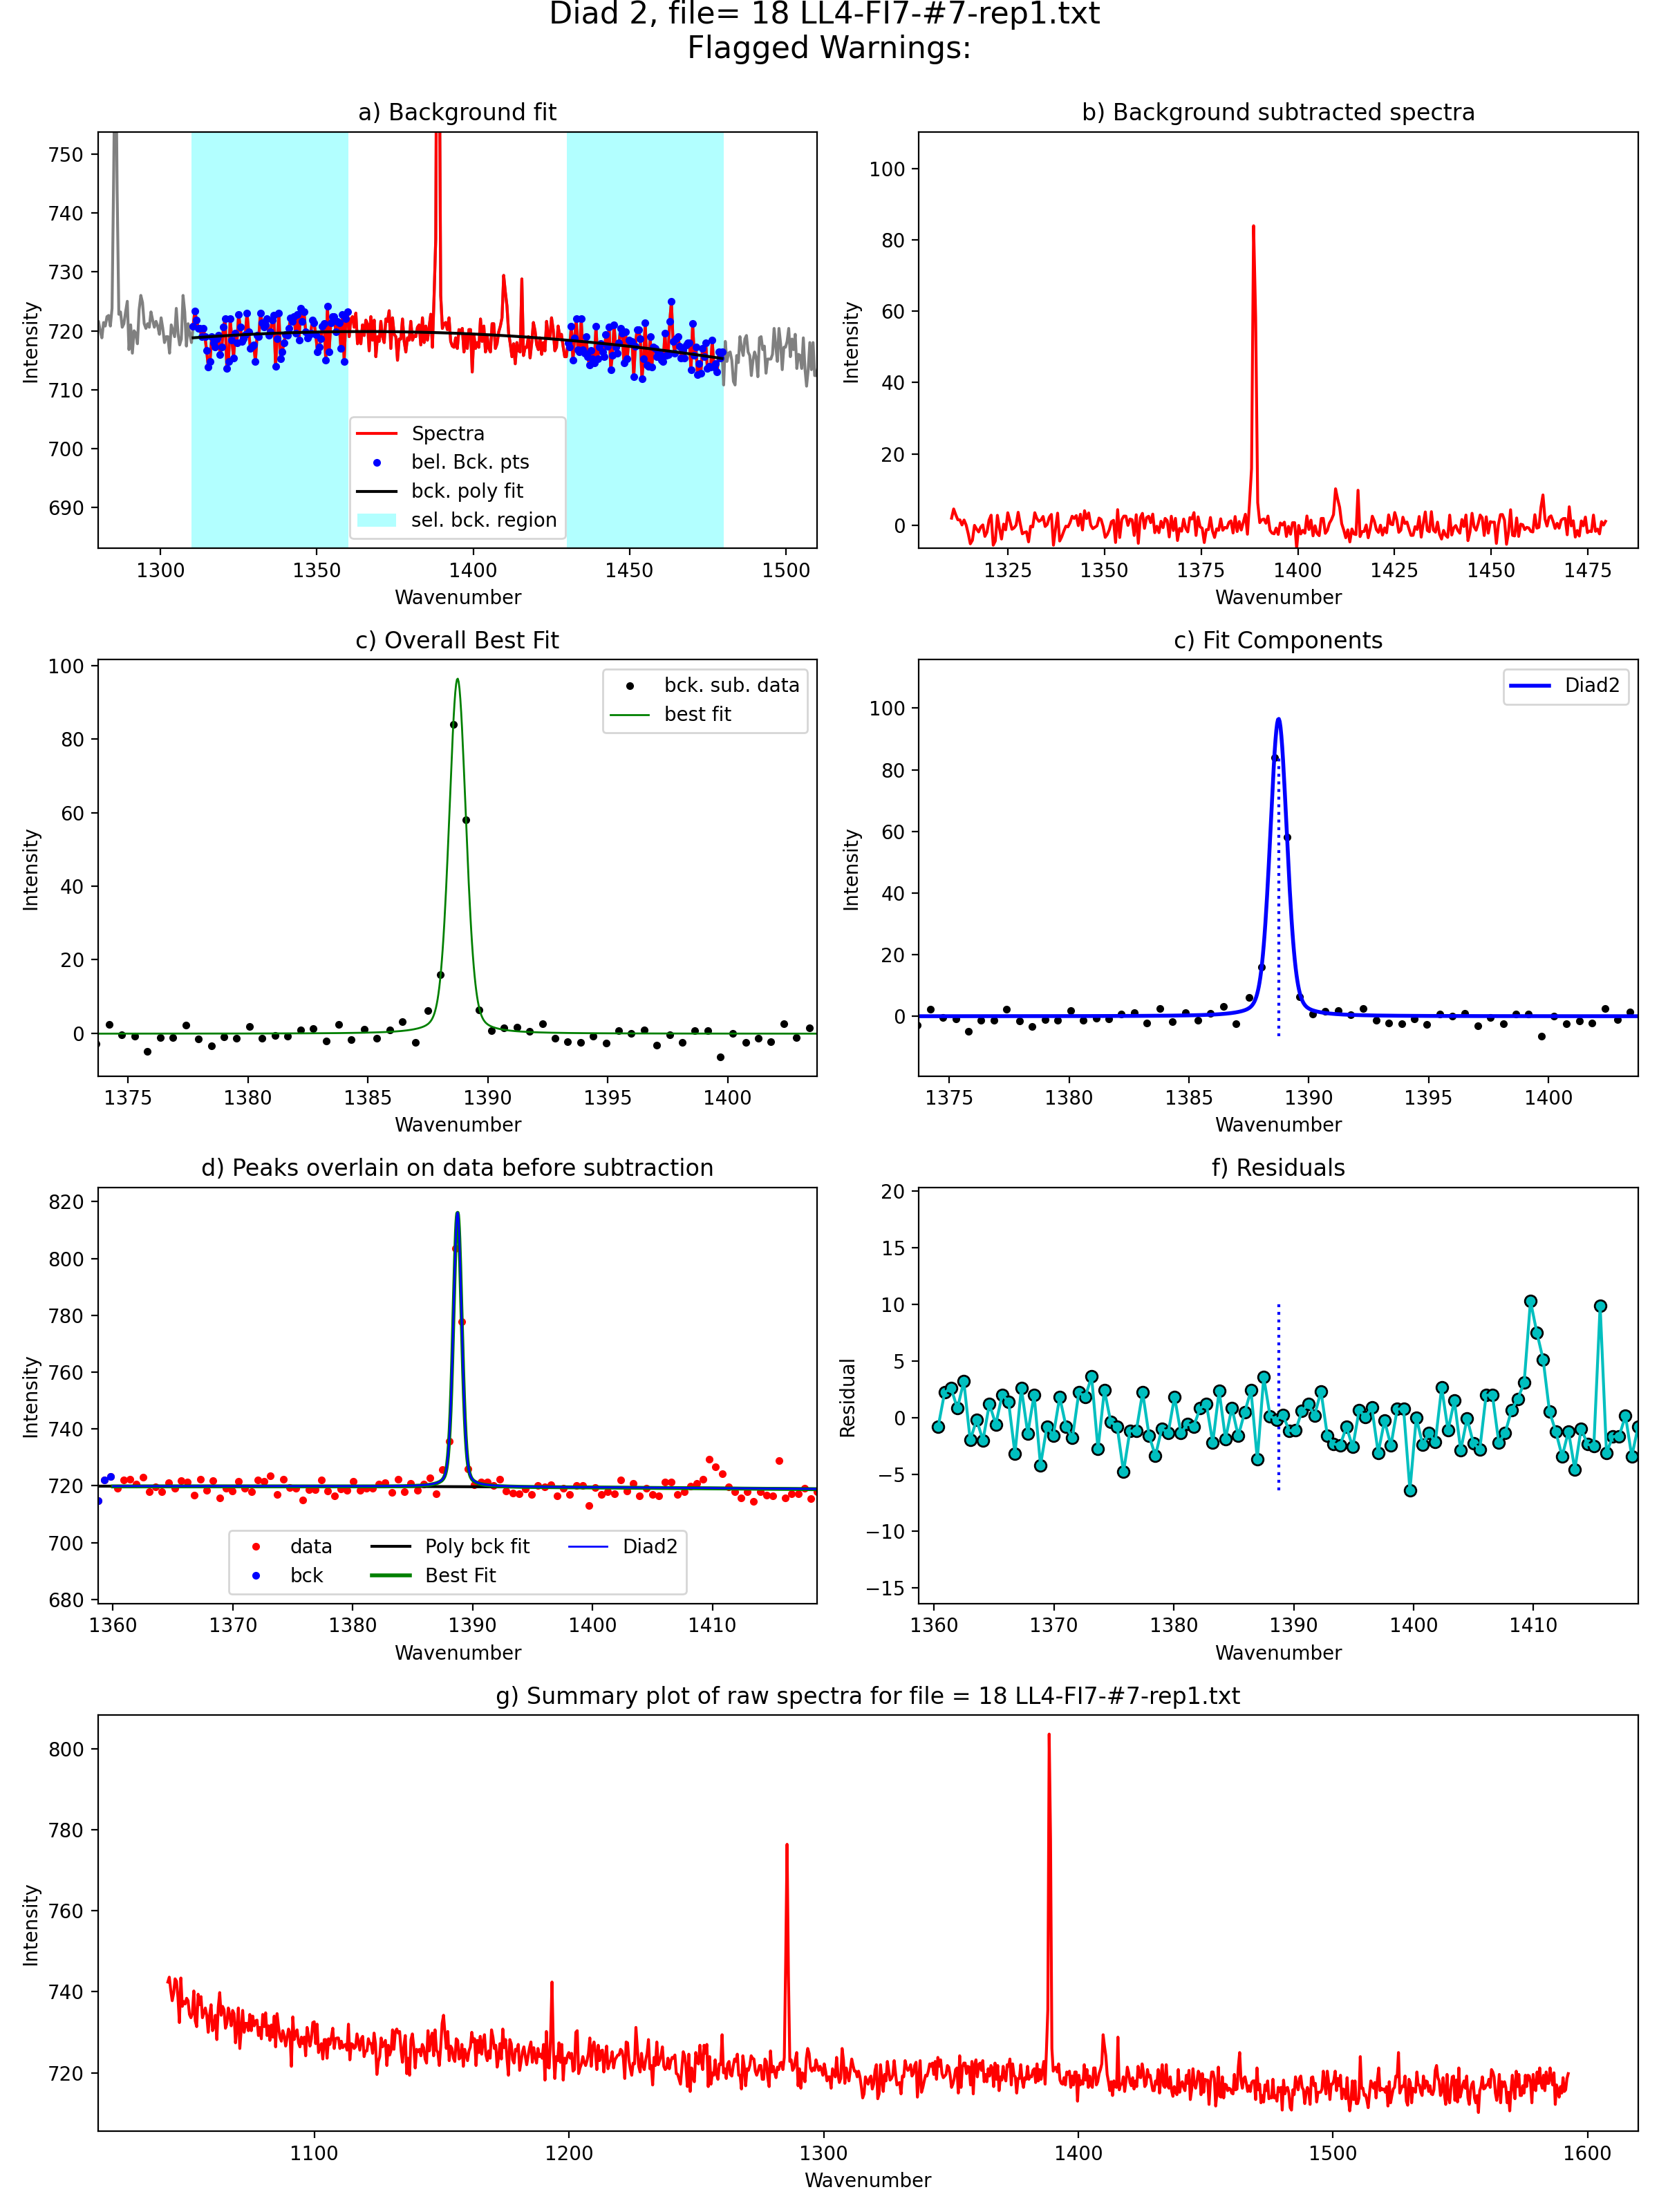 Diad 2, file= 18 LL4-FI7-#7-rep1.txt
Flagged Warnings:
a) Background fit
750
740
730
720
710
700
690
Intensity
Spectra
bel. Bck. pts
bck. poly fit
sel. bck. region
1300 1350 1400 1450 1500
Wavenumber
b) Background subtracted spectra
100
80
60
40
20
0
Intensity
1325 1350 1375 1400 1425 1450 1475
Wavenumber
c) Overall Best Fit
100
80
60
40
20
0
Intensity
bck. sub. data
best fit
1375 1380 1385 1390 1395 1400
Wavenumber
c) Fit Components
100
80
60
40
20
0
Intensity
Diad2
1375 1380 1385 1390 1395 1400
Wavenumber
d) Peaks overlain on data before subtraction
820
800
780
760
740
720
700
680
Intensity
data Poly bck fit Diad2
bck Best Fit
1360 1370 1380 1390 1400 1410
Wavenumber
f) Residuals
20
15
10
5
0
−5
−10
−15
Residual
1360 1370 1380 1390 1400 1410
Wavenumber
g) Summary plot of raw spectra for file = 18 LL4-FI7-#7-rep1.txt
800
780
760
740
720
Intensity
1100 1200 1300 1400 1500 1600
Wavenumber